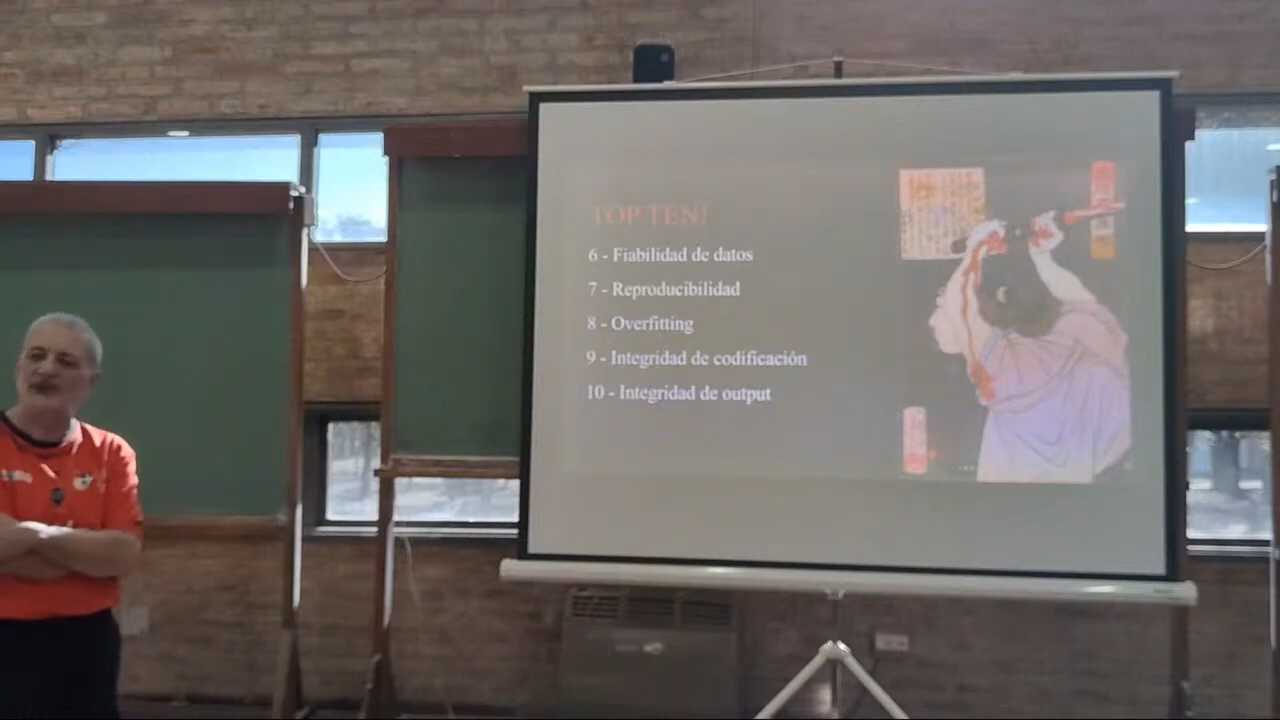 TOP TEN!
6 - Fiabilidad de datos
7 - Reproducibilidad
8 - Overfitting
9 - Integridad de codificación
10 - Integridad de output